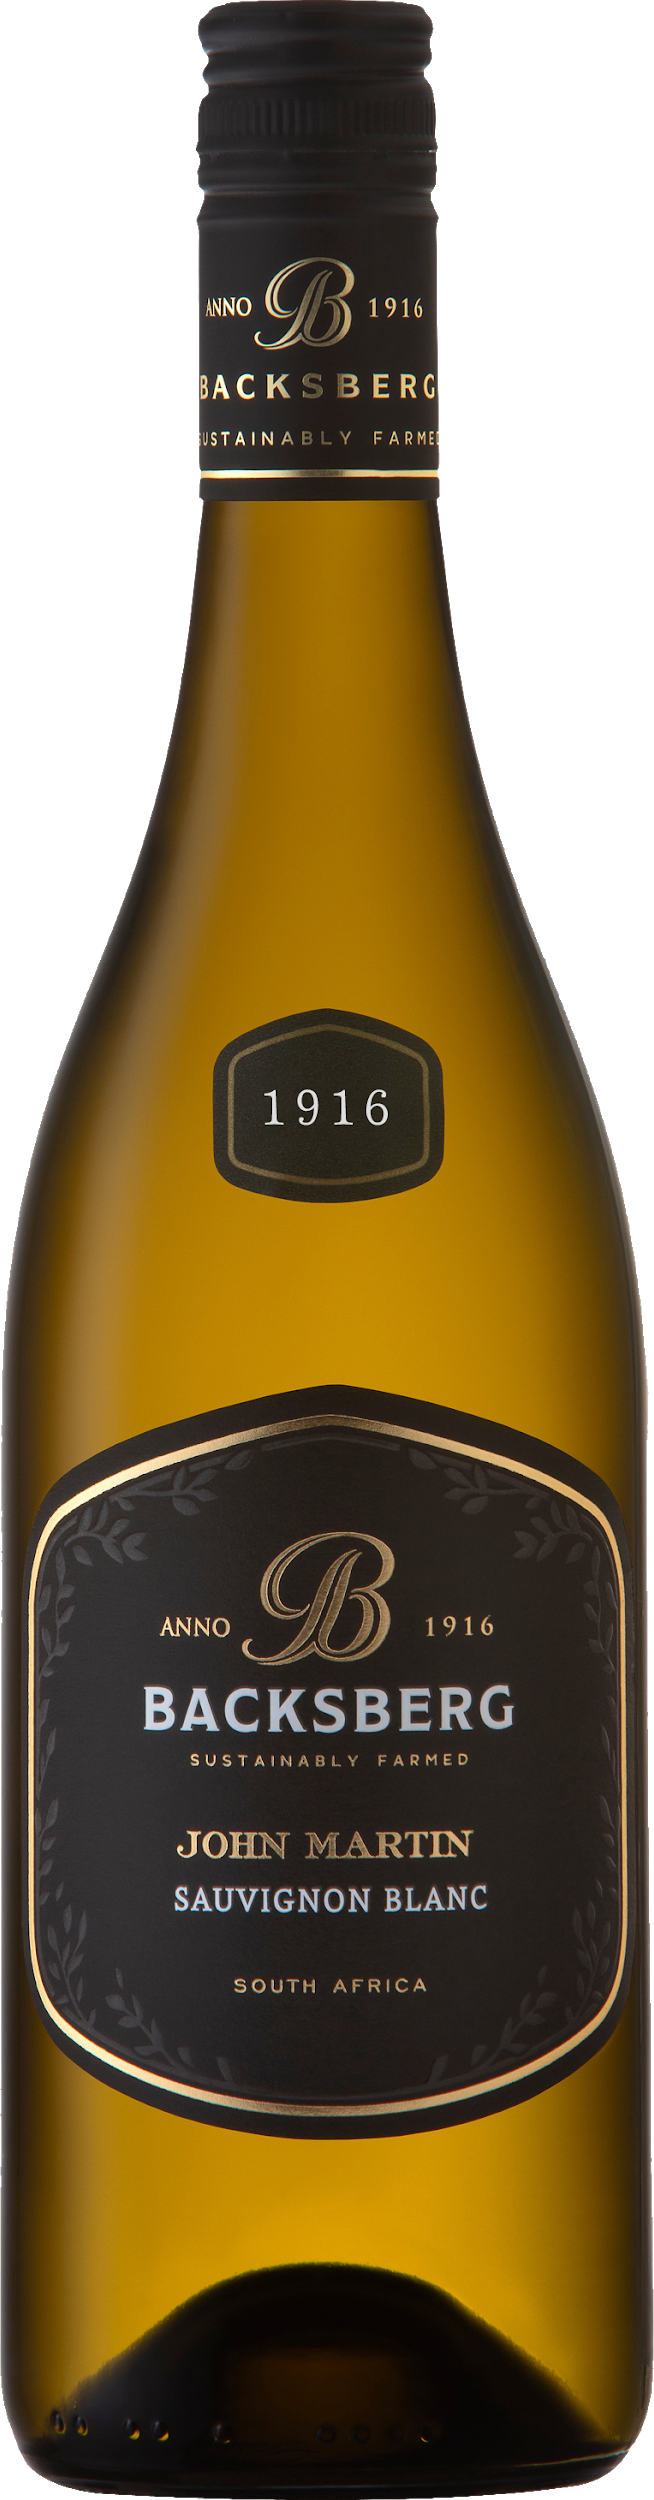 ANNO B 1916
BACKSBERG
SUSTAINABLY FARMED
1916
ANNO B 1916
BACKSBERG
SUSTAINABLY FARMED
JOHN MARTIN
SAUVIGNON BLANC
SOUTH AFRICA